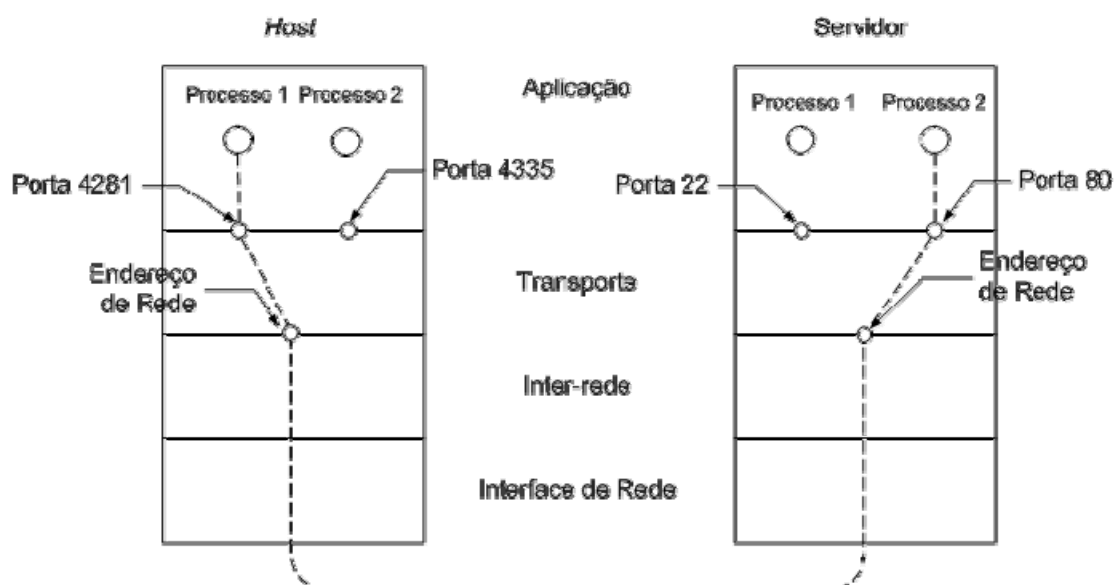 Host
Servidor
Aplicação
Processo 1 Processo 2
Processo 1 Processo 2
Porta 4281
Porta 4335
Porta 22
Porta 80
Endereço
de Rede
Transporte
Endereço
de Rede
Inter-rede
Interface de Rede